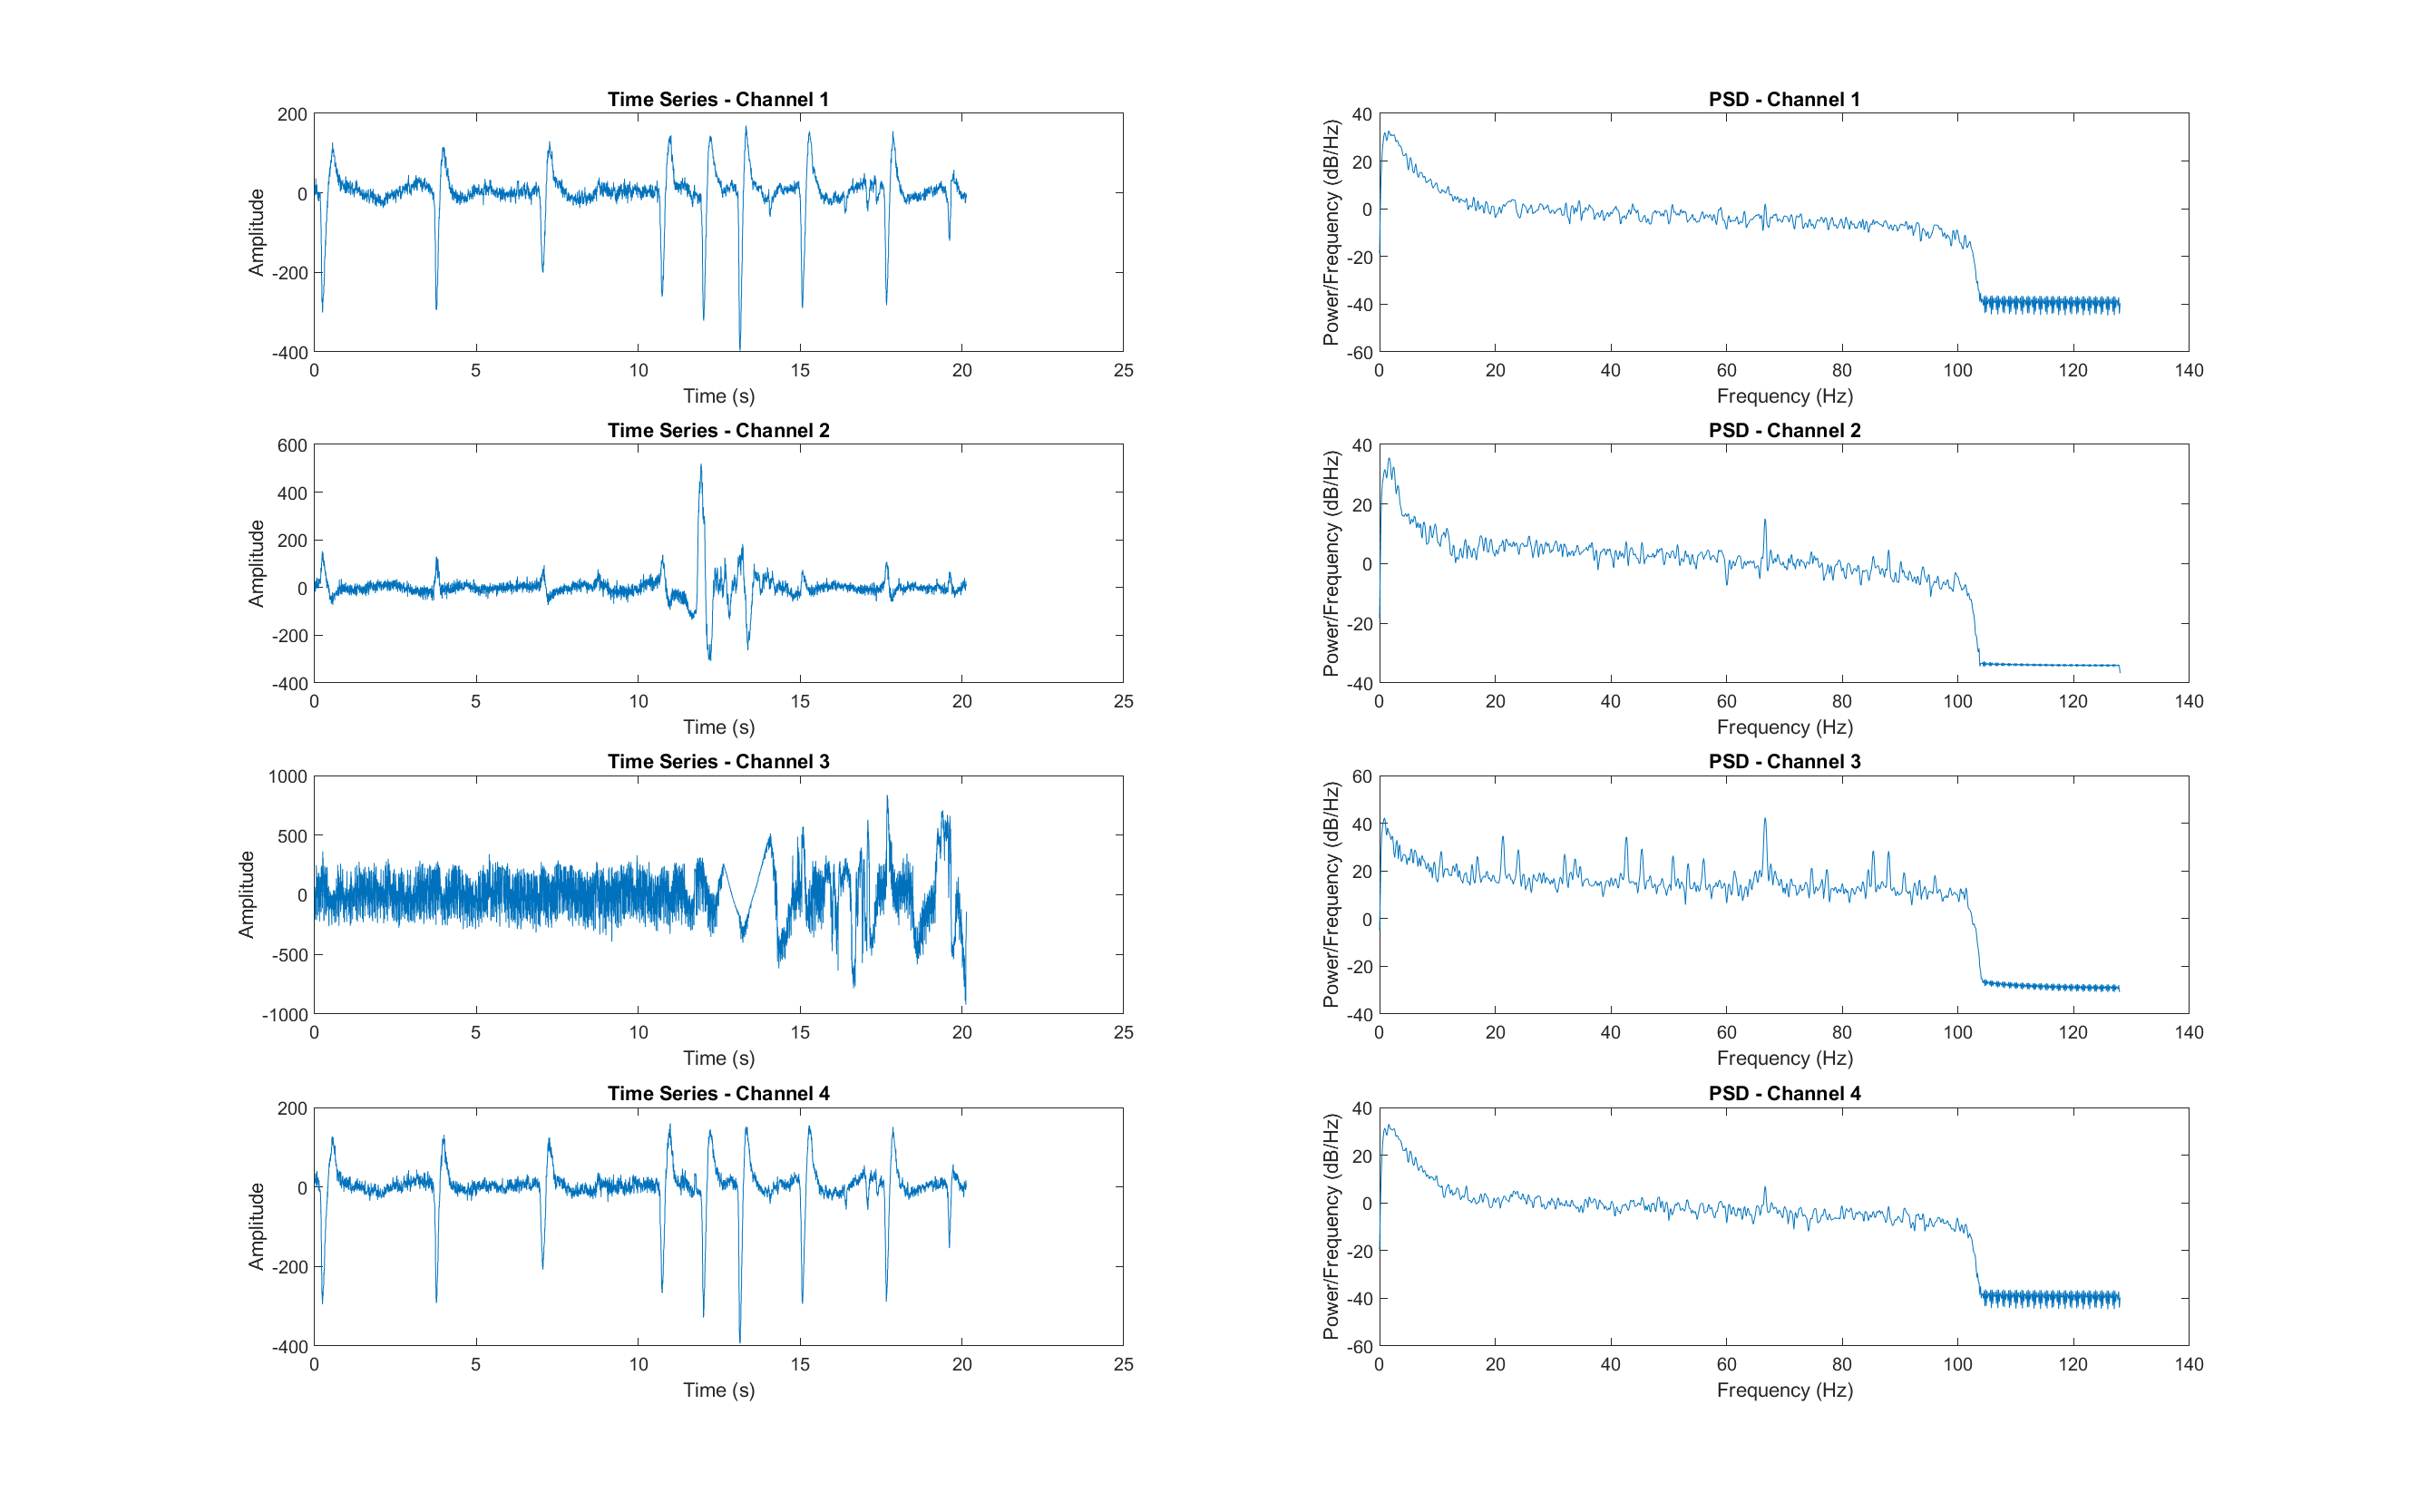 Time Series - Channel 1
200
0
-200
-400
Amplitude
0 5 10 15 20 25
Time (s)
PSD - Channel 1
40
20
0
-20
-40
-60
Power/Frequency (dB/Hz)
0 20 40 60 80 100 120 140
Frequency (Hz)
Time Series - Channel 2
600
400
200
0
-200
-400
Amplitude
0 5 10 15 20 25
Time (s)
PSD - Channel 2
40
20
0
-20
-40
Power/Frequency (dB/Hz)
0 20 40 60 80 100 120 140
Frequency (Hz)
Time Series - Channel 3
1000
500
0
-500
-1000
Amplitude
0 5 10 15 20 25
Time (s)
PSD - Channel 3
60
40
20
0
-20
-40
Power/Frequency (dB/Hz)
0 20 40 60 80 100 120 140
Frequency (Hz)
Time Series - Channel 4
200
0
-200
-400
Amplitude
0 5 10 15 20 25
Time (s)
PSD - Channel 4
40
20
0
-20
-40
-60
Power/Frequency (dB/Hz)
0 20 40 60 80 100 120 140
Frequency (Hz)